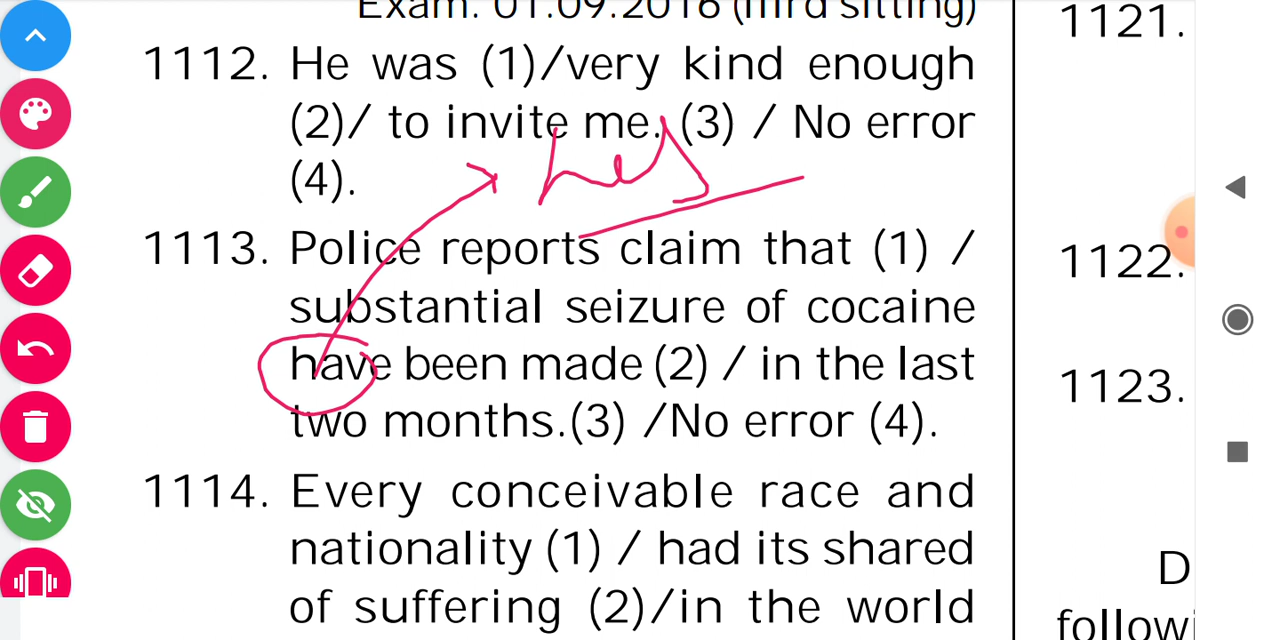 Exam. 01.09.2016 (IIIrd sitting)
1112. He was (1)/very kind enough
(2)/ to invite me. (3) / No error
(4).
has
1113. Police reports claim that (1) /
substantial seizure of cocaine
have been made (2) / in the last
two months.(3) /No error (4).
1114. Every conceivable race and
nationality (1) / had its shared
of suffering (2)/in the world
1121.
1122.
1123.
D
followi